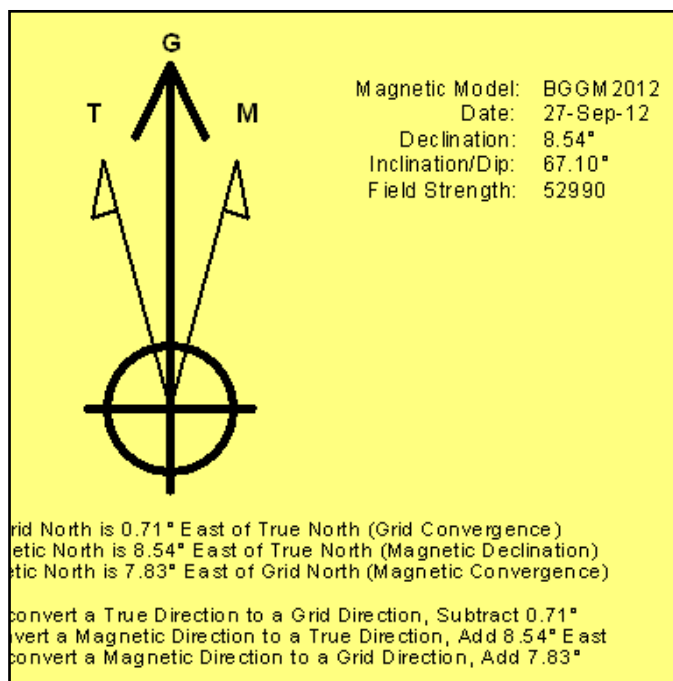 G
T M
Magnetic Model: BGGM2012
Date: 27-Sep-12
Declination: 8.54°
Inclination/Dip: 67.10°
Field Strength: 52990
rid North is 0.71° East of True North (Grid Convergence)
etic North is 8.54° East of True North (Magnetic Declination)
etic North is 7.83° East of Grid North (Magnetic Convergence)
convert a True Direction to a Grid Direction, Subtract 0.71°
vert a Magnetic Direction to a True Direction, Add 8.54° East
convert a Magnetic Direction to a Grid Direction, Add 7.83°